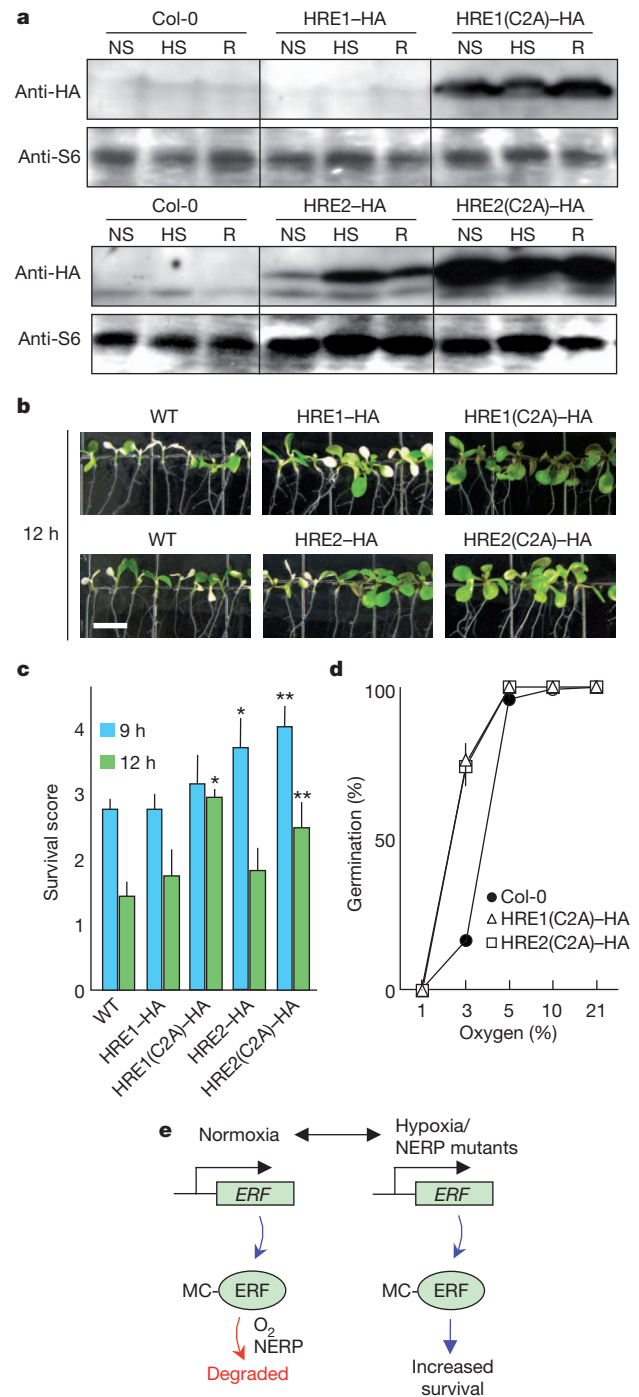 a
Col-0 HRE1–HA HRE1(C2A)–HA
NS HS R NS HS R NS HS R
Anti-HA
Anti-S6
Col-0 HRE2–HA HRE2(C2A)–HA
NS HS R NS HS R NS HS R
Anti-HA
Anti-S6
b
WT HRE1–HA HRE1(C2A)–HA
12 h
WT HRE2–HA HRE2(C2A)–HA
c
Survival score
4
3
2
1
0
9 h
12 h
* * * ** **
WT
HRE1–HA
HRE1(C2A)–HA
HRE2–HA
HRE2(C2A)–HA
d
Germination (%)
100
50
0
Col-0
HRE1(C2A)–HA
HRE2(C2A)–HA
1 3 5 10 21
Oxygen (%)
e
Normoxia
Hypoxia/
NERP mutants
ERF ERF
MC- ERF MC- ERF
O2
NERP
Degraded
Increased
survival